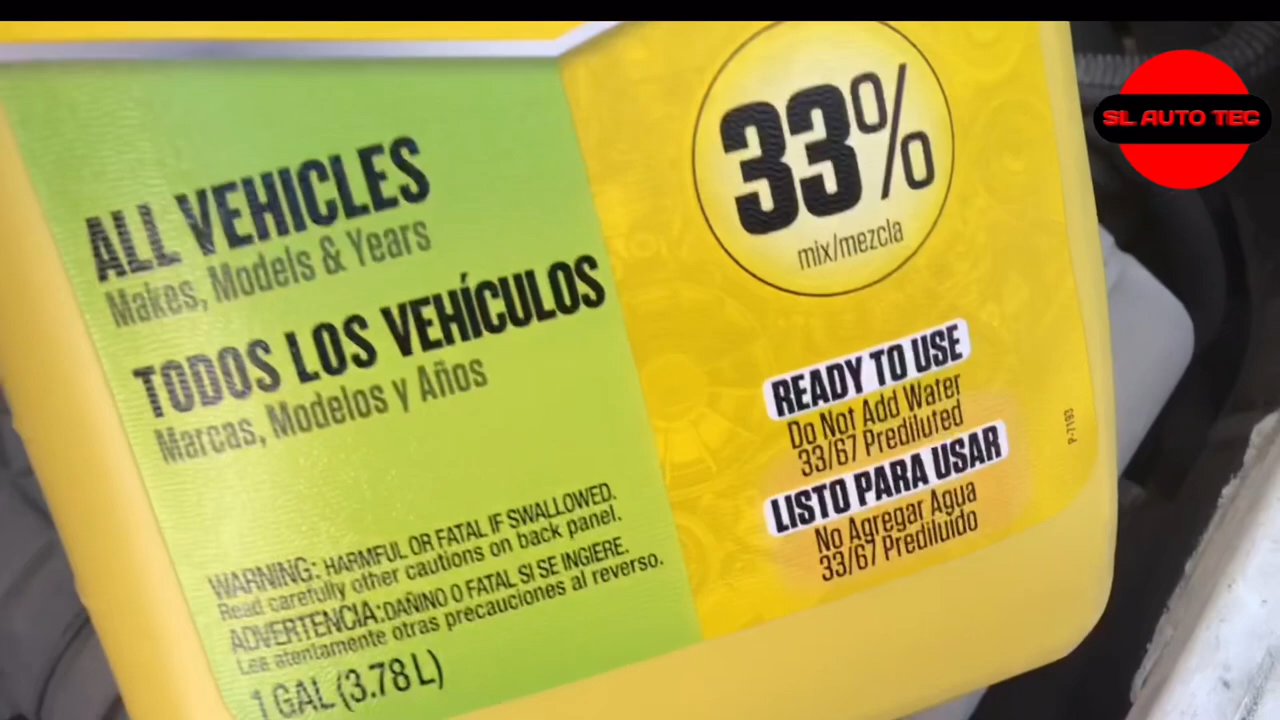 ALL VEHICLES
Makes, Models & Years
TODOS LOS VEHÍCULOS
Marcas, Modelos y Años
WARNING: HARMFUL OR FATAL IF SWALLOWED.
Read carefully other cautions on back panel.
ADVERTENCIA: DAÑINO O FATAL SI SE INGIERE.
Lea atentamente otras precauciones al reverso.
1 GAL (3.78 L)
33%
mix/mezcla
READY TO USE
Do Not Add Water
33/67 Prediluted
LISTO PARA USAR
No Agregar Agua
33/67 Prediluido
P-7193
SL AUTO TEC